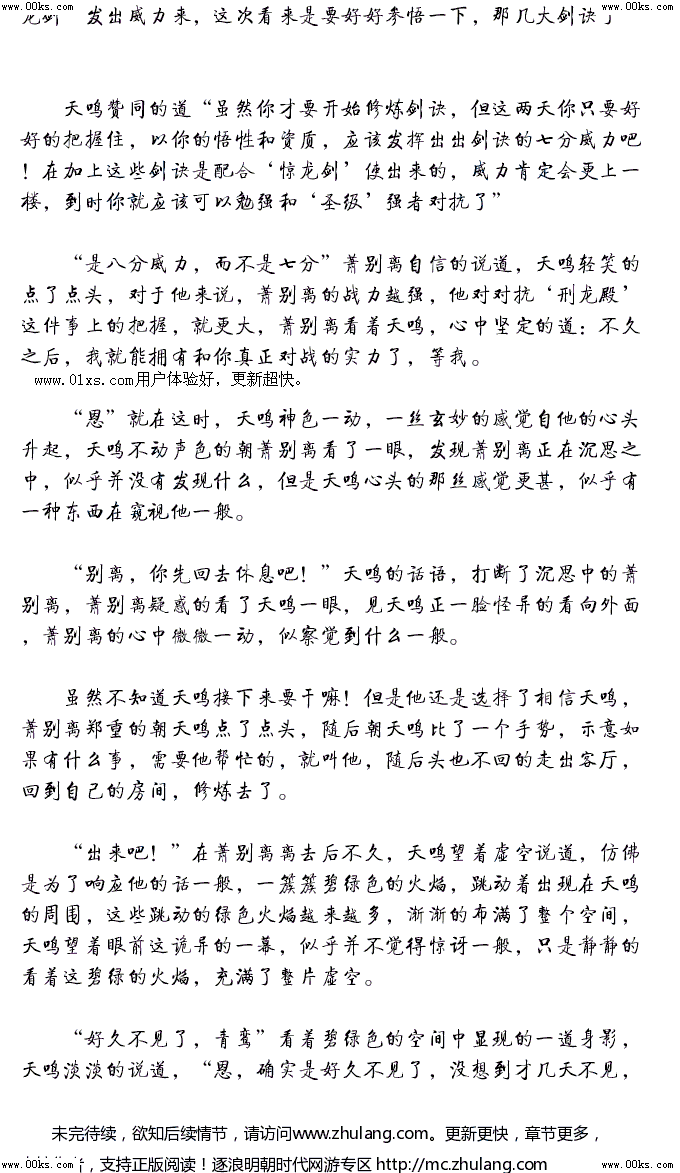 www.00ks.com www.00ks.com
龙剑’发出威力来，这次看来是要好好参悟一下，那几大剑诀了
天鸣赞同的道“虽然你才要开始修炼剑诀，但这两天你只要好
好的把握住，以你的悟性和资质，应该发挥出出剑诀的七分威力吧
！在加上这些剑诀是配合‘惊龙剑’使出来的，威力肯定会更上一
楼，到时你就应该可以勉强和‘圣级’强者对抗了”
“是八分威力，而不是七分”萧别离自信的说道，天鸣轻笑的
点了点头，对于他来说，萧别离的战力越强，他对对抗‘刑龙殿’
这件事上的把握，就更大，萧别离看着天鸣，心中坚定的道：不久
之后，我就能拥有和你真正对战的实力了，等我。
www.01xs.com用户体验好，更新超快。
“恩”就在这时，天鸣神色一动，一丝玄妙的感觉自他的心头
升起，天鸣不动声色的朝萧别离看了一眼，发现萧别离正在沉思之
中，似乎并没有发现什么，但是天鸣心头的那丝感觉更甚，似乎有
一种东西在窥视他一般。
“别离，你先回去休息吧！”天鸣的话语，打断了沉思中的萧
别离，萧别离疑惑的看了天鸣一眼，见天鸣正一脸怪异的看向外面
，萧别离的心中微微一动，似察觉到什么一般。
虽然不知道天鸣接下来要干嘛！但是他还是选择了相信天鸣，
萧别离郑重的朝天鸣点了点头，随后朝天鸣比了一个手势，示意如
果有什么事，需要他帮忙的，就叫他，随后头也不回的走出客厅，
回到自己的房间，修炼去了。
“出来吧！”在萧别离离去后不久，天鸣望着虚空说道，仿佛
是为了响应他的话一般，一簇簇碧绿色的火焰，跳动着出现在天鸣
的周围，这些跳动的绿色火焰越来越多，渐渐的布满了整个空间，
天鸣望着眼前这诡异的一幕，似乎并不觉得惊讶一般，只是静静的
看着这碧绿的火焰，充满了整片虚空。
“好久不见了，青鸾”看着碧绿色的空间中显现的一道身影，
天鸣淡淡的说道，“恩，确实是好久不见了，没想到才几天不见，
未完待续，欲知后续情节，请访问www.zhulang.com。更新更快，章节更多，
，支持正版阅读！逐浪明朝时代网游专区 http://mc.zhulang.com
www.00ks.com www.00ks.com